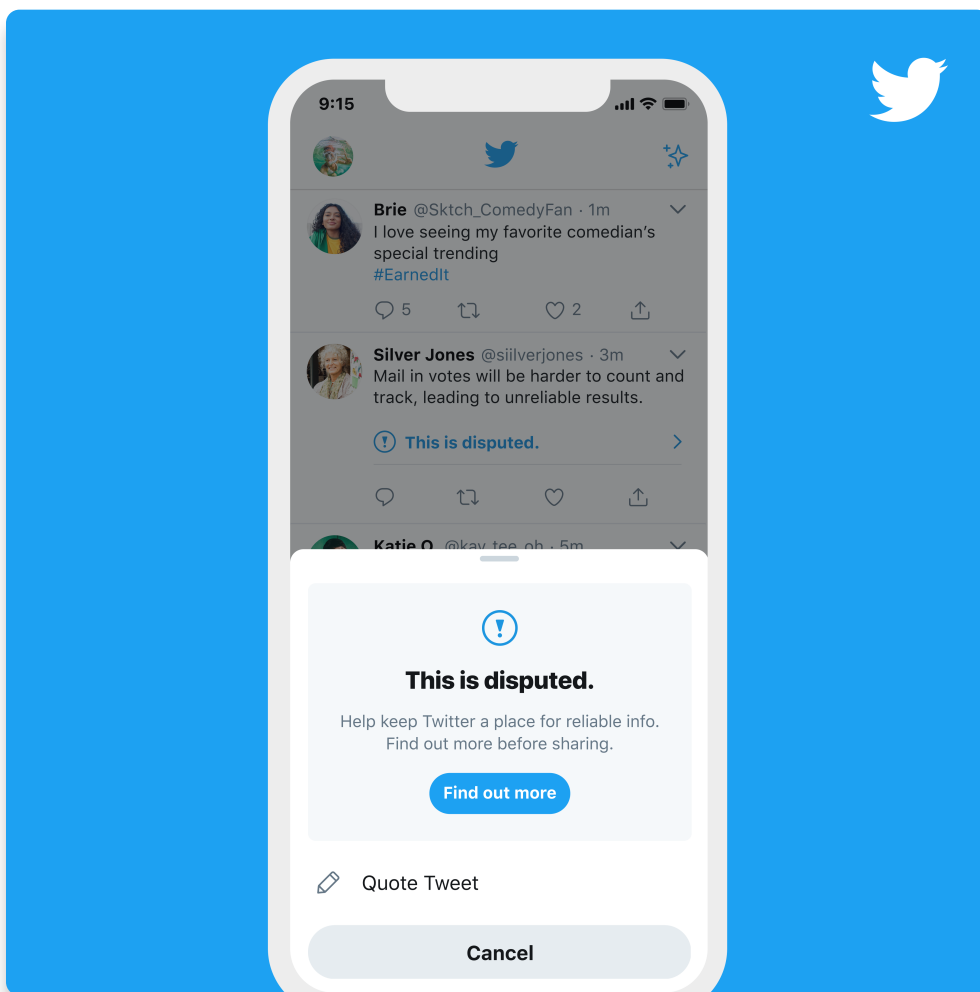 9:15
Brie @Sktch_ComedyFan · 1m
I love seeing my favorite comedian's
special trending
#EarnedIt
5 2
Silver Jones @siilverjones · 3m
Mail in votes will be harder to count and
track, leading to unreliable results.
This is disputed.
Katie O. @kay_tee_oh · 5m
This is disputed.
Help keep Twitter a place for reliable info.
Find out more before sharing.
Find out more
Quote Tweet
Cancel